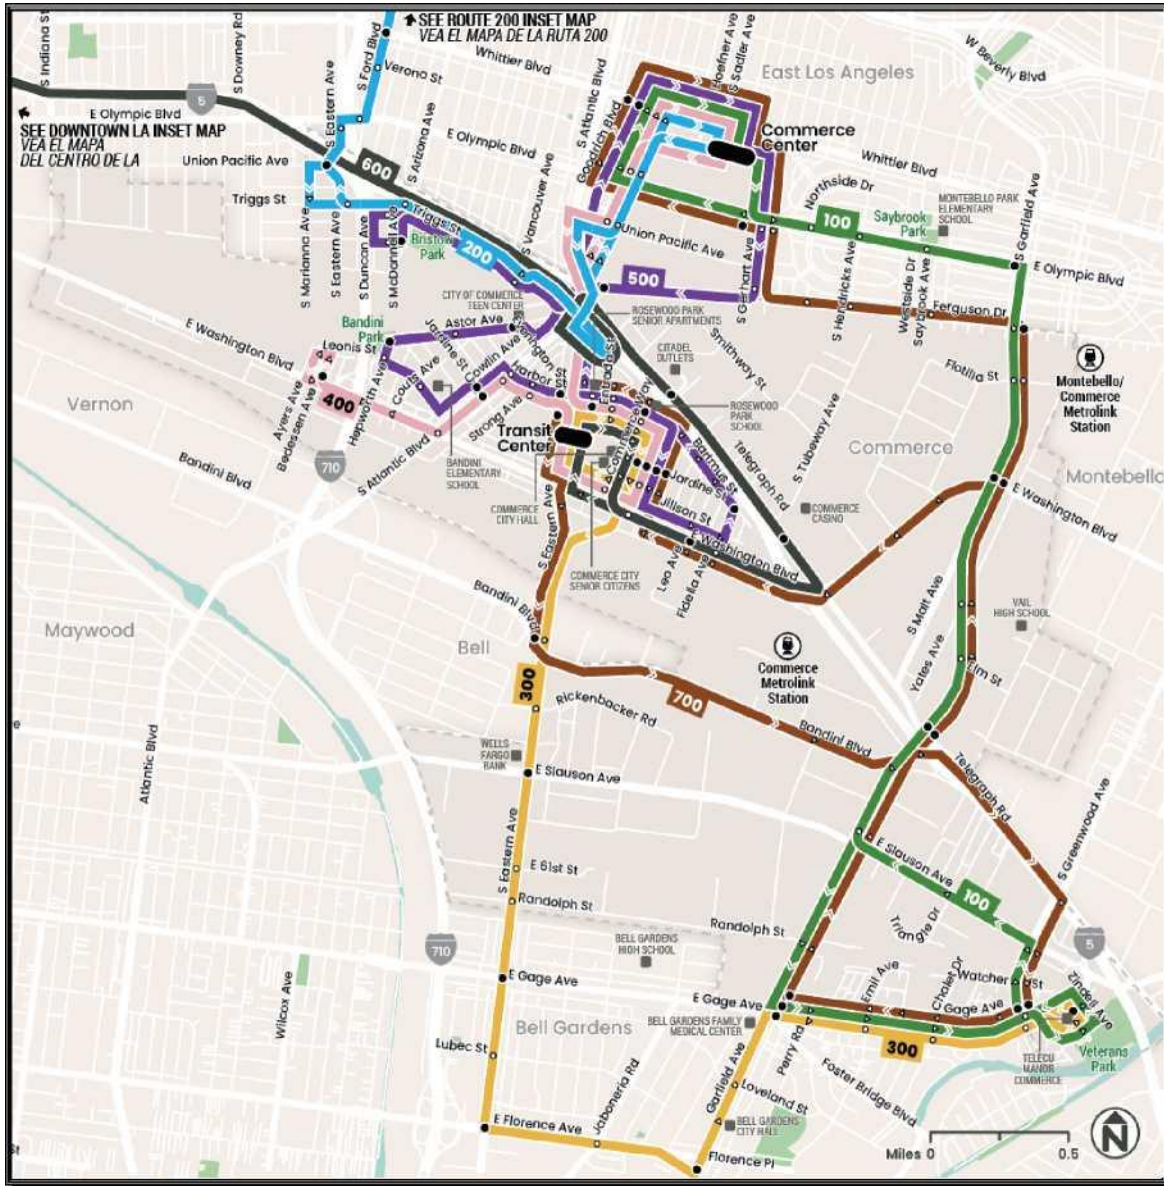 SEE ROUTE 200 INSET MAP
VEA EL MAPA DE LA RUTA 200
S Indiana St
S Downey Rd
S Eastern Ave
S Ford Blvd
Verona St
Whittier Blvd
S Atlantic Blvd
Hoefner Ave
S Sadler Ave
W Beverly Blvd
East Los Angeles
5
E Olympic Blvd
SEE DOWNTOWN LA INSET MAP
VEA EL MAPA
DEL CENTRO DE LA
S Arizona Ave
E Olympic Blvd
Goodrich Blvd
Commerce
Center
Whittier Blvd
Union Pacific Ave
600
S Vancouver Ave
Northside Dr
MONTEBELLO PARK
ELEMENTARY
SCHOOL
S Garfield Ave
Triggs St
Triggs St
100
Saybrook
Park
Union Pacific Ave
S Marianna Ave
S Eastern Ave
S Duncan Ave
S McDonnell Ave
Bristow
Park
200
500
S Gerhart Ave
S Hendricks Ave
Westside Dr
Saybrook Ave
E Olympic Blvd
CITY OF COMMERCE
TEEN CENTER
ROSEWOOD PARK
SENIOR APARTMENTS
Ferguson Dr
Bandini
Park
Astor Ave
E Washington Blvd
Leonis St
Jardine St
Cowlin Ave
Harbor St
Couts Ave
CITADEL
OUTLETS
Smithway St
Flotilla St
Montebello/
Commerce
Metrolink
Station
Vernon
Ayers Ave
Bedessen Ave
400
Hepworth Ave
Strong Ave
Transit
Center
Commerce Way
ROSEWOOD
PARK
SCHOOL
S Tubeway Ave
Commerce
Bandini Blvd
710
S Atlantic Blvd
BANDINI
ELEMENTARY
SCHOOL
Bartmus St
Jardine St
Telegraph Rd
Montebello
COMMERCE
CITY HALL
Jillison St
COMMERCE
CASINO
E Washington Blvd
S Eastern Ave
E Washington Blvd
COMMERCE CITY
SENIOR CITIZENS
Leo Ave
Fidelia Ave
Bandini Blvd
S Malt Ave
VAIL
HIGH SCHOOL
Maywood
Bell
Commerce
Metrolink
Station
Yates Ave
Elm St
300
Rickenbacker Rd
700
Bandini Blvd
Atlantic Blvd
WELLS
FARGO
BANK
E Slauson Ave
Telegraph Rd
S Greenwood Ave
S Eastern Ave
E 61st St
E Slauson Ave
Randolph St
100
Randolph St
Triangle Dr
710
BELL GARDENS
HIGH SCHOOL
5
Wilcox Ave
E Gage Ave
Emil Ave
Chalet Dr
Watcher St
Zindell Ave
E Gage Ave
Gage Ave
Bell Gardens
BELL GARDENS FAMILY
MEDICAL CENTER
Lubec St
300
Perry Rd
TELECU
MANOR
COMMERCE
Veterans
Park
Jaboneria Rd
Garfield Ave
Foster Bridge Blvd
Loveland St
E Florence Ave
BELL GARDENS
CITY HALL
Florence Pl
N
Miles 0 0.5